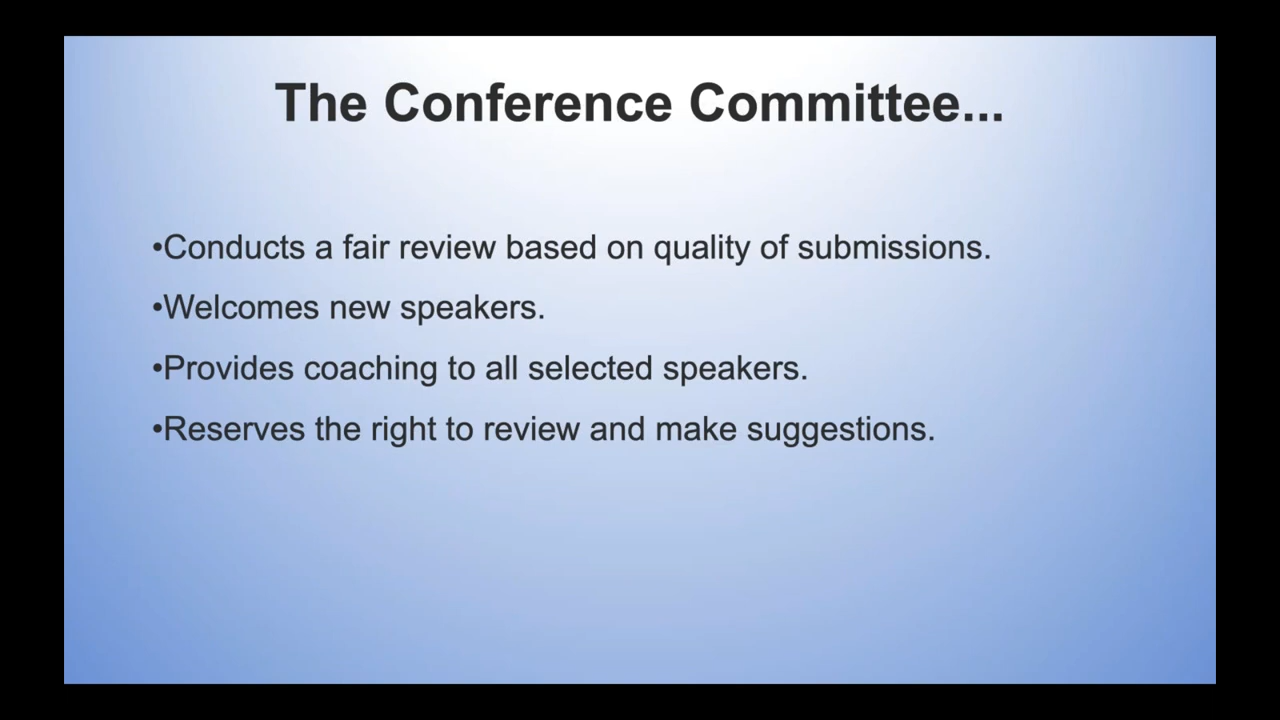 The Conference Committee...
•Conducts a fair review based on quality of submissions.
•Welcomes new speakers.
•Provides coaching to all selected speakers.
•Reserves the right to review and make suggestions.